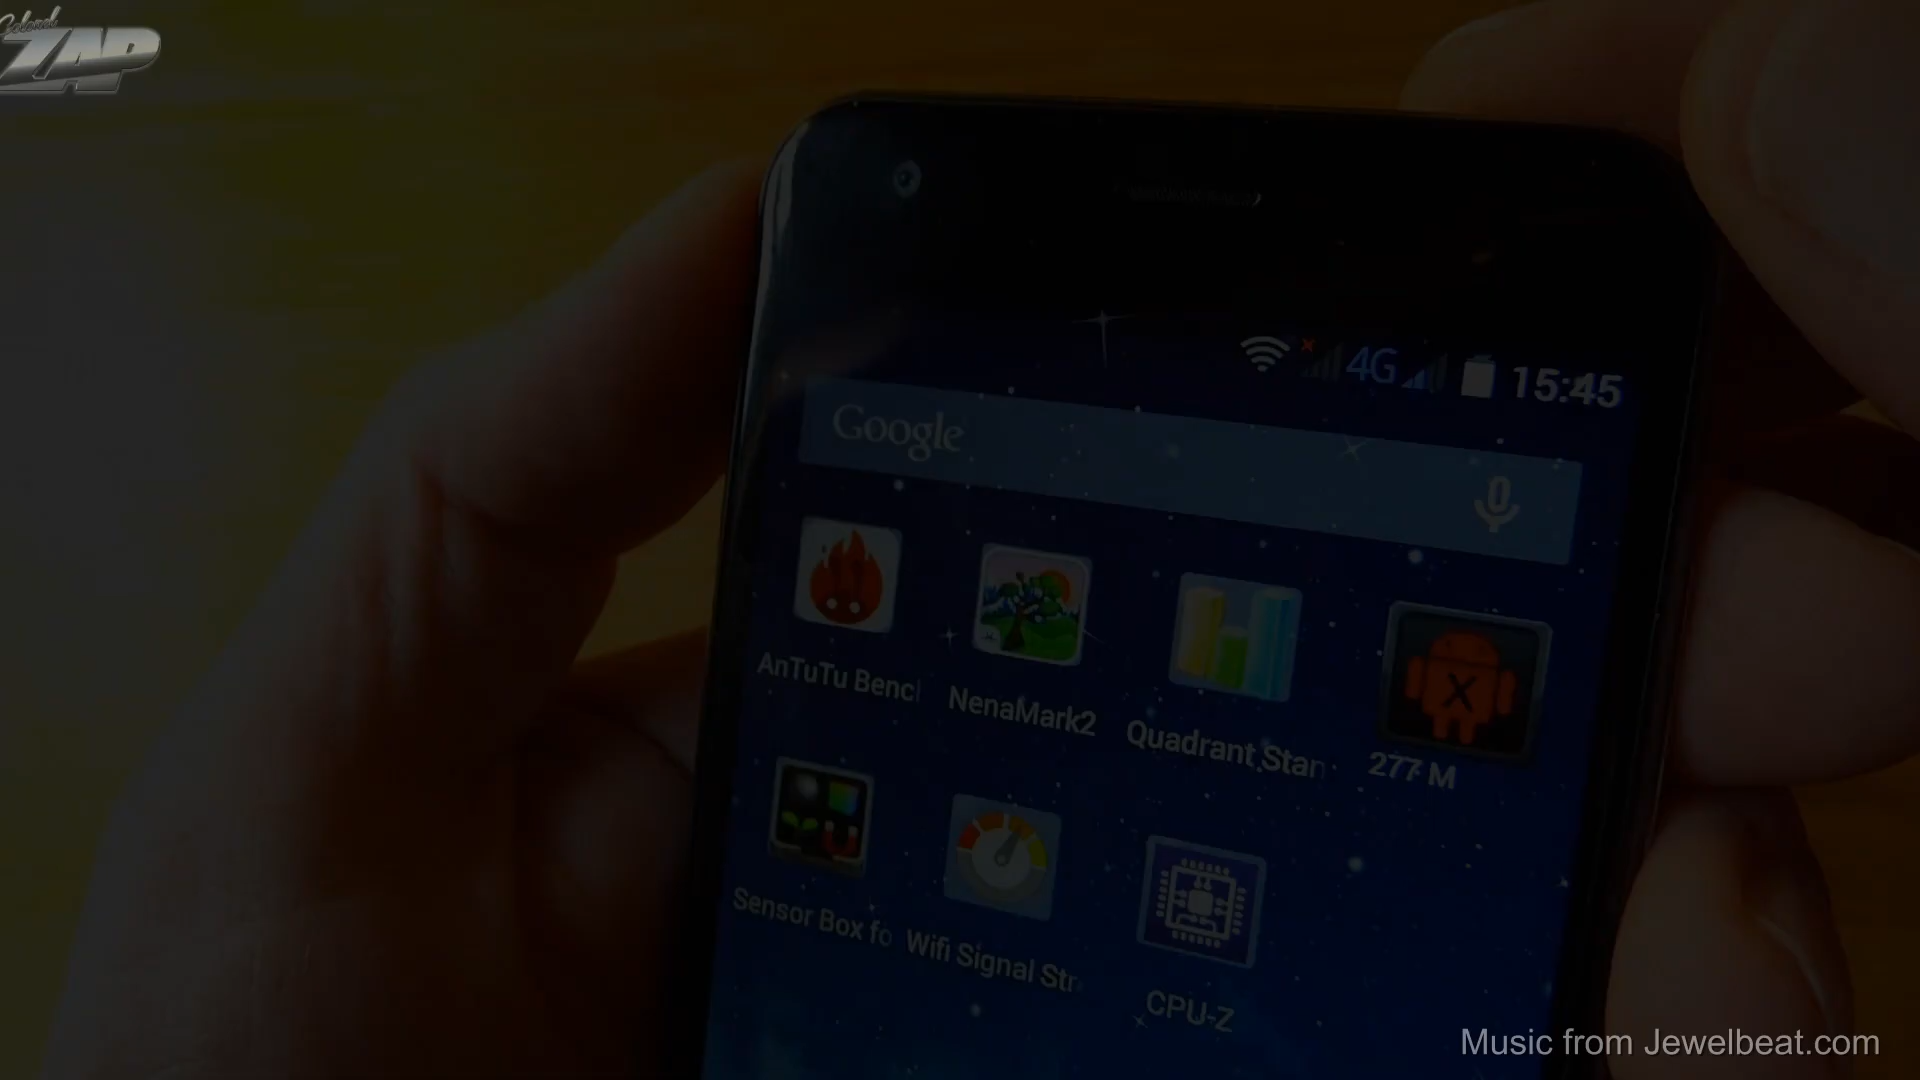 Colonel
ZAP
4G
15:45
Google
AnTuTu Bencl
NenaMark2
Quadrant Stan
X
277 M
Sensor Box fo
Wifi Signal Str
CPU-Z
Music from Jewelbeat.com